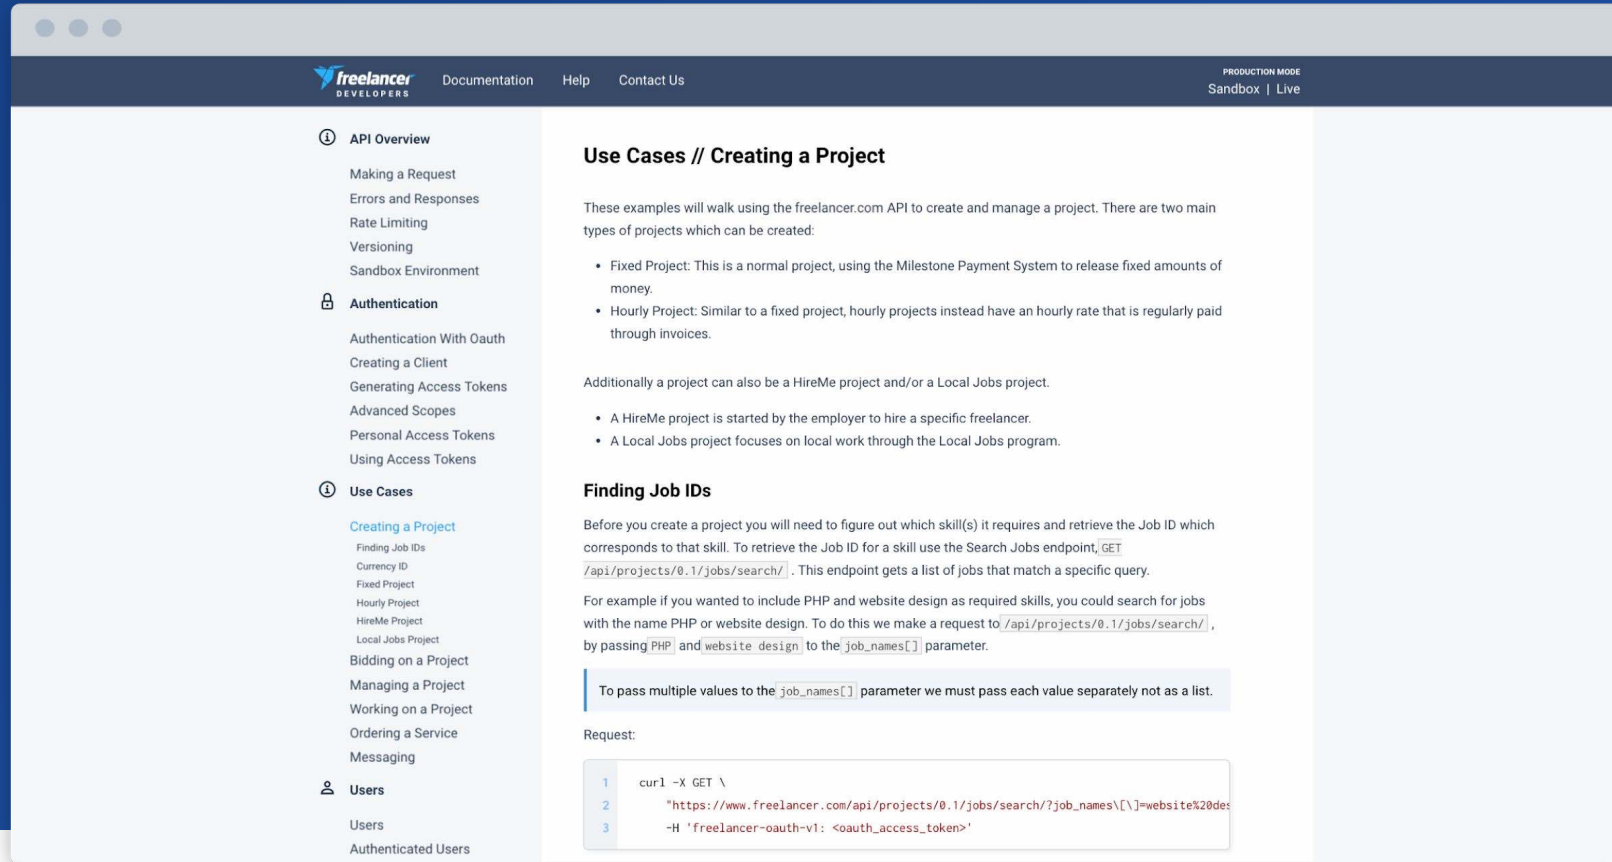 freelancer
DEVELOPERS
Documentation
Help
Contact Us
PRODUCTION MODE
Sandbox | Live
API Overview
Making a Request
Errors and Responses
Rate Limiting
Versioning
Sandbox Environment
Authentication
Authentication With Oauth
Creating a Client
Generating Access Tokens
Advanced Scopes
Personal Access Tokens
Using Access Tokens
Use Cases
Creating a Project
Finding Job IDs
Currency ID
Fixed Project
Hourly Project
HireMe Project
Local Jobs Project
Bidding on a Project
Managing a Project
Working on a Project
Ordering a Service
Messaging
Users
Users
Authenticated Users
Use Cases // Creating a Project
These examples will walk using the freelancer.com API to create and manage a project. There are two main
types of projects which can be created:
• Fixed Project: This is a normal project, using the Milestone Payment System to release fixed amounts of
money.
• Hourly Project: Similar to a fixed project, hourly projects instead have an hourly rate that is regularly paid
through invoices.
Additionally a project can also be a HireMe project and/or a Local Jobs project.
• A HireMe project is started by the employer to hire a specific freelancer.
• A Local Jobs project focuses on local work through the Local Jobs program.
Finding Job IDs
Before you create a project you will need to figure out which skill(s) it requires and retrieve the Job ID which
corresponds to that skill. To retrieve the Job ID for a skill use the Search Jobs endpoint, GET
/api/projects/0.1/jobs/search/ . This endpoint gets a list of jobs that match a specific query.
For example if you wanted to include PHP and website design as required skills, you could search for jobs
with the name PHP or website design. To do this we make a request to /api/projects/0.1/jobs/search/ ,
by passing PHP and website design to the job_names[] parameter.
To pass multiple values to the job_names[] parameter we must pass each value separately not as a list.
Request:
1 curl -X GET \
2 "https://www.freelancer.com/api/projects/0.1/jobs/search/?job_names\[\]=website%20des
3 -H 'freelancer-oauth-v1: <oauth_access_token>'